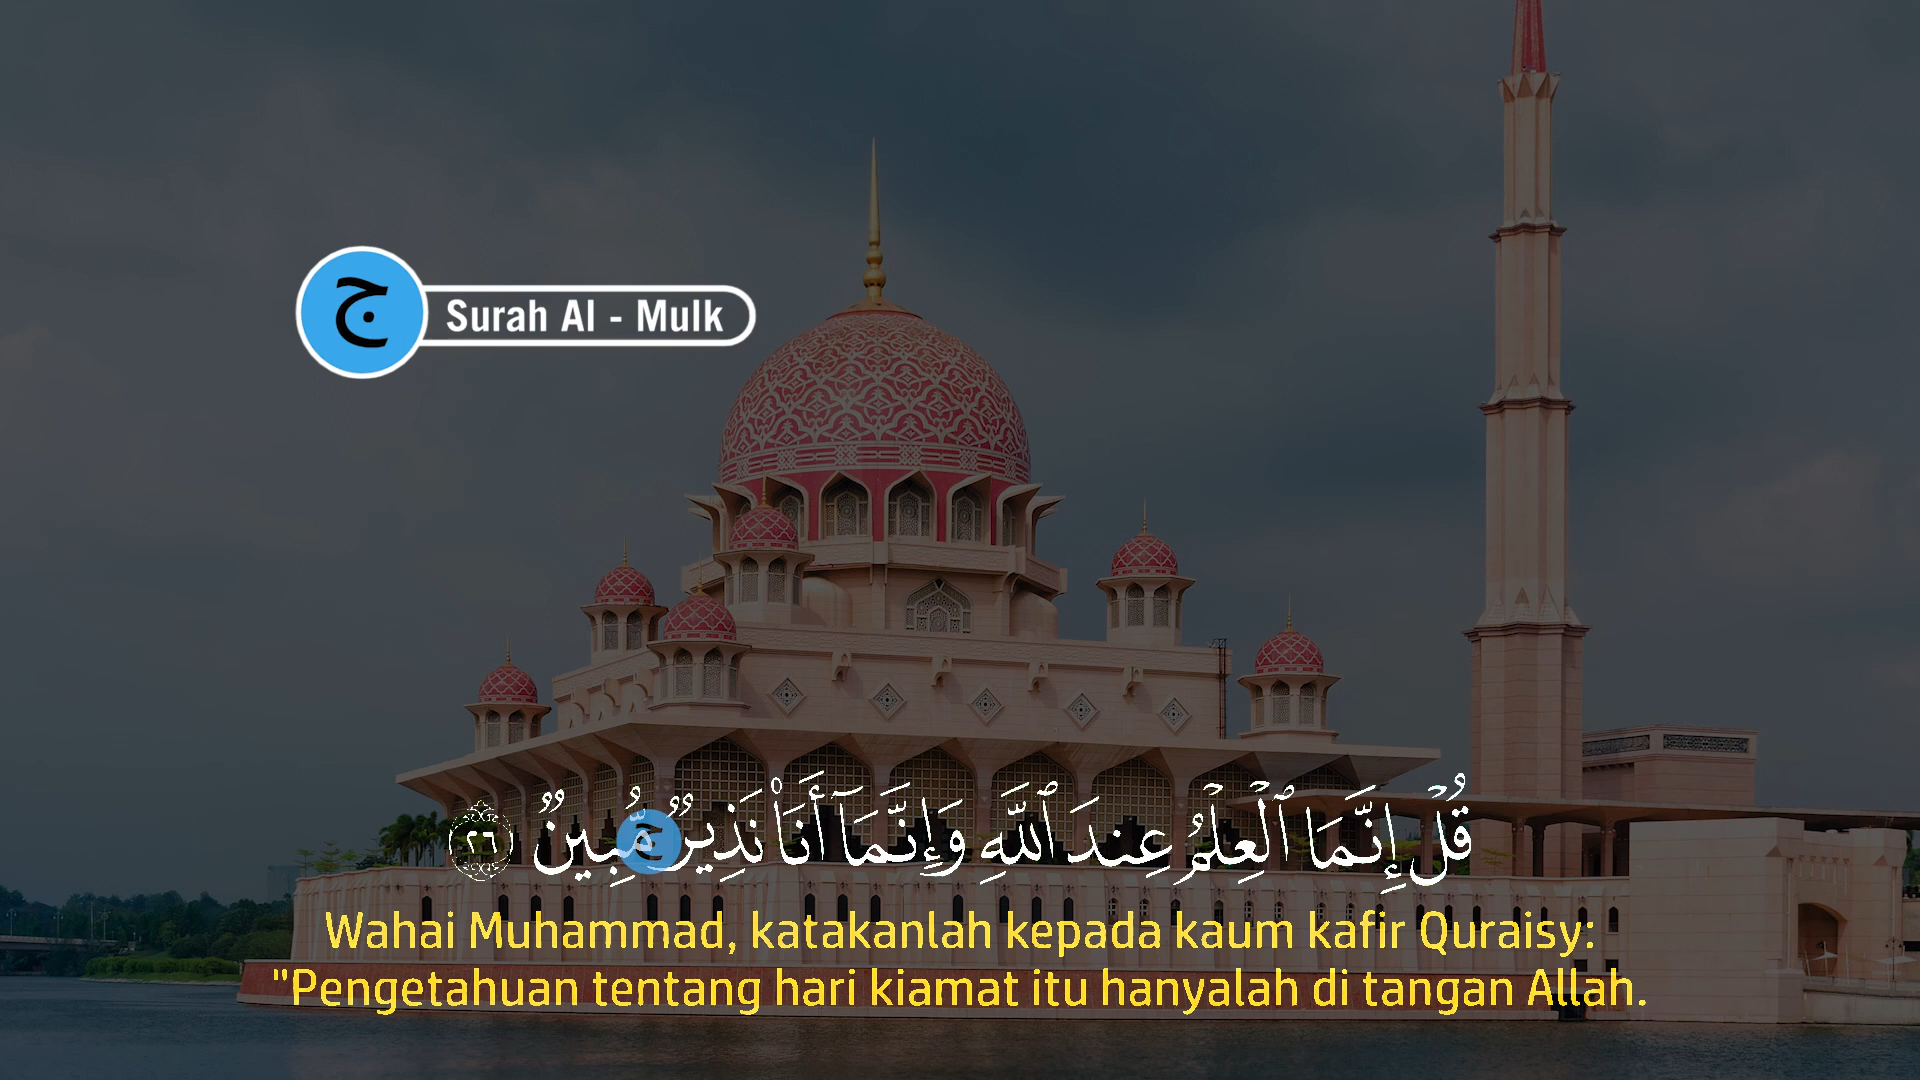 ج
Surah Al - Mulk
قُلْ إِنَّمَا ٱلْعِلْمُ عِندَ ٱللَّهِ وَإِنَّمَآ أَنَا۠ نَذِيرٌ مُّبِينٌ ٢٦
ج
Wahai Muhammad, katakanlah kepada kaum kafir Quraisy:
"Pengetahuan tentang hari kiamat itu hanyalah di tangan Allah.